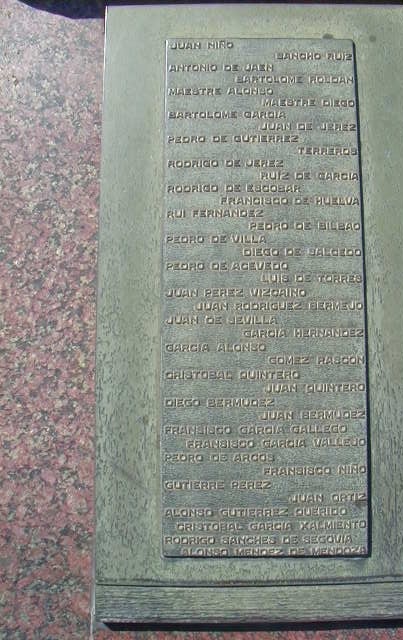 JUAN NIÑO
SANCHO RUIZ
ANTONIO DE JAEN
BARTOLOME ROLDAN
MAESTRE ALONSO
MAESTRE DIEGO
BARTOLOME GARCIA
JUAN DE JEREZ
PEDRO DE GUTIERREZ
TERREROS
RODRIGO DE JEREZ
RUIZ DE GARCIA
RODRIGO DE ESCOBAR
FRANCISCO DE HUELVA
RUI FERNANDEZ
PEDRO DE BILBAO
PEDRO DE VILLA
DIEGO DE SALCEDO
PEDRO DE ACEVEDO
LUIS DE TORRES
JUAN PEREZ VIZCAINO
JUAN RODRIGUEZ BERMEJO
JUAN DE SEVILLA
GARCIA HERNANDEZ
GARCIA ALONSO
GOMEZ RASCON
CRISTOBAL QUINTERO
JUAN QUINTERO
DIEGO BERMUDEZ
JUAN BERMUDEZ
FRANSISCO GARCIA GALLEGO
FRANSISCO GARCIA VALLEJO
PEDRO DE ARCOS
FRANSISCO NIÑO
GUTIERRE PEREZ
JUAN ORTIZ
ALONSO GUTIERREZ QUERIDO
CRISTOBAL GARCIA XALMIENTO
RODRIGO SANCHES DE SEGOVIA
ALONSO MENDEZ DE MENDOZA